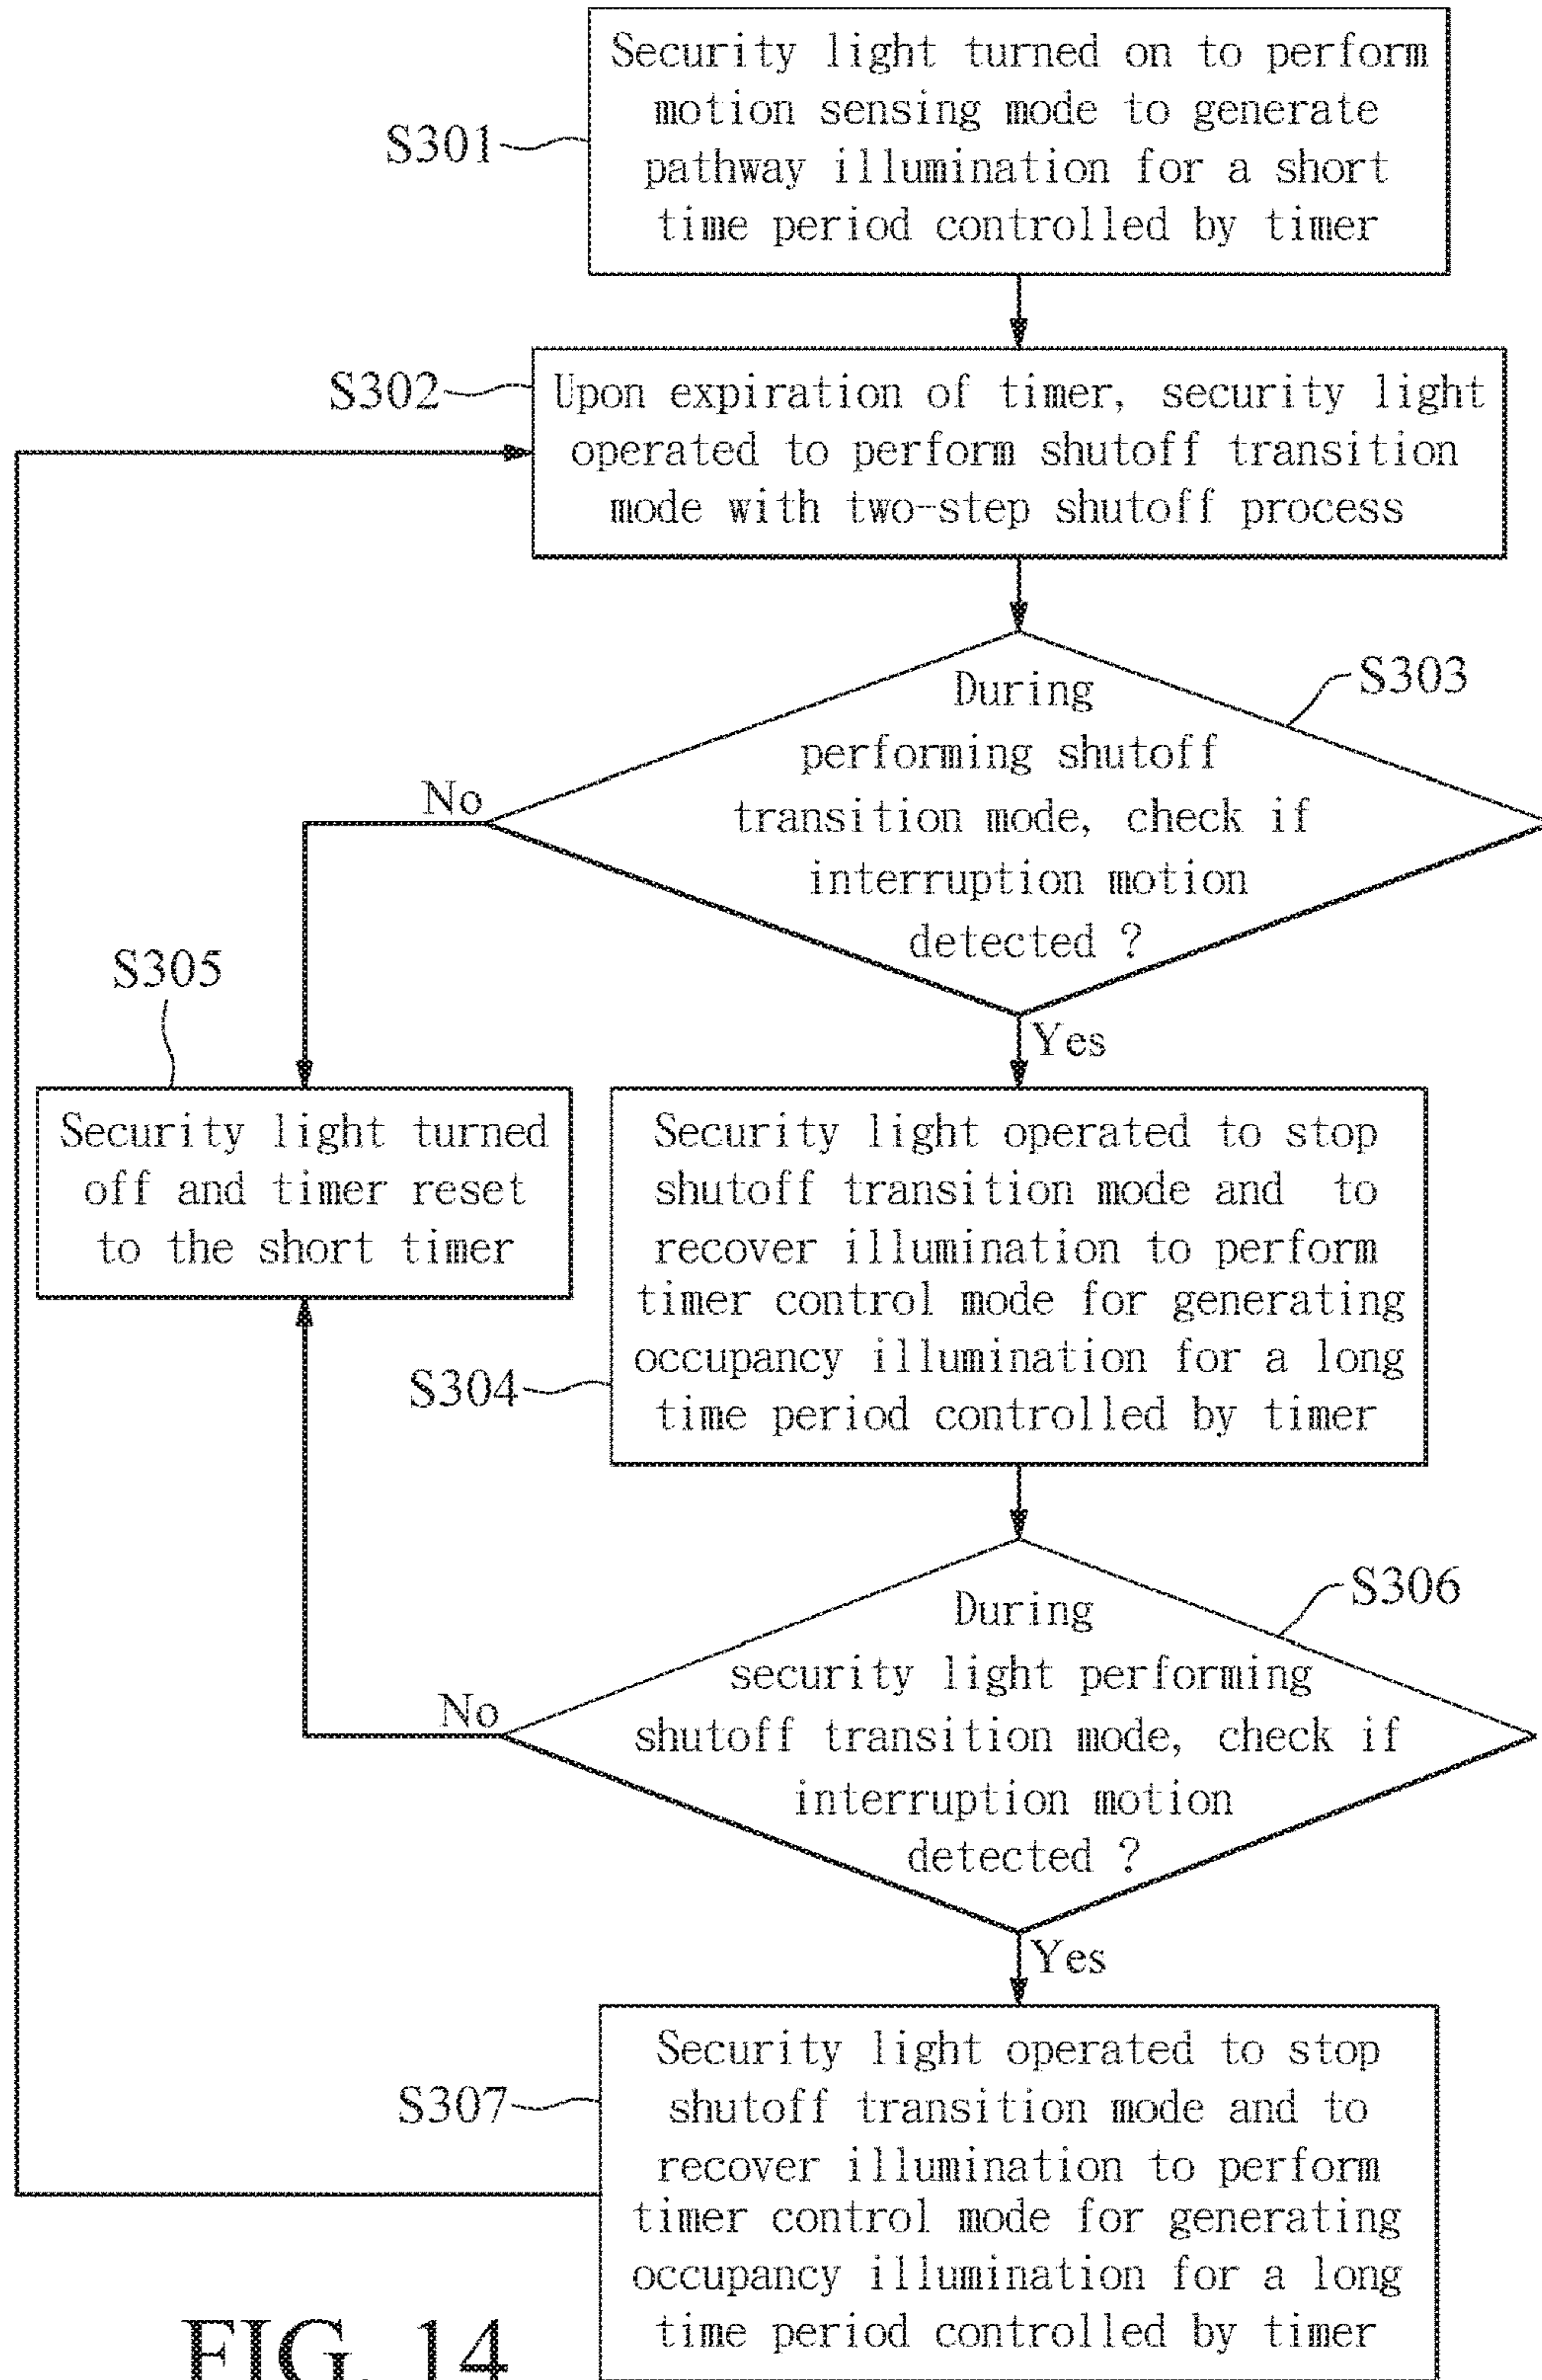 Security light turned on to perform
motion sensing mode to generate
pathway illumination for a short
time period controlled by timer
S301
S302
Upon expiration of timer, security light
operated to perform shutoff transition
mode with two-step shutoff process
S303
During
performing shutoff
transition mode, check if
interruption motion
detected ?
No
Yes
S305
Security light turned
off and timer reset
to the short timer
Security light operated to stop
shutoff transition mode and to
recover illumination to perform
timer control mode for generating
occupancy illumination for a long
time period controlled by timer
S304
S306
During
security light performing
shutoff transition mode, check if
interruption motion
detected ?
No
Yes
S307
Security light operated to stop
shutoff transition mode and to
recover illumination to perform
timer control mode for generating
occupancy illumination for a long
time period controlled by timer
FIG. 14